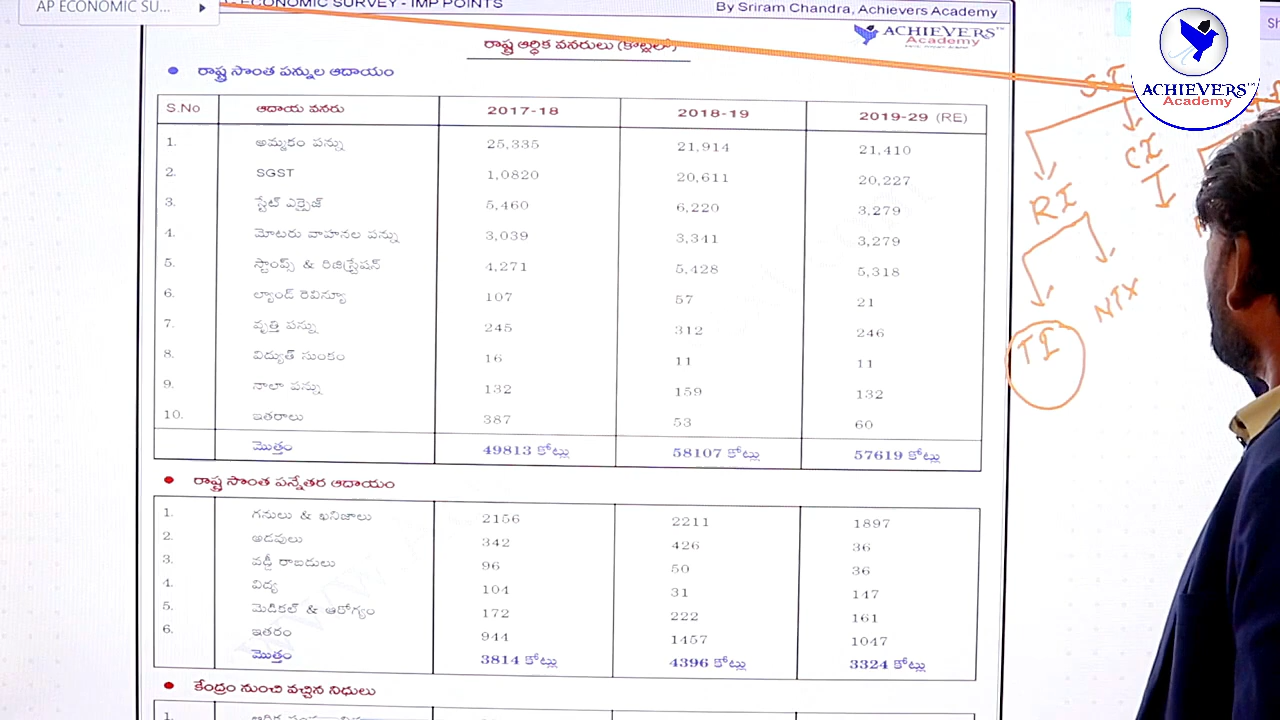 AP ECONOMIC SU...
ECONOMIC SURVEY - IMP POINTS
By Sriram Chandra, Achievers Academy
ACHIEVERS™
Academy
ACHIEVERS™
Academy
రాష్ట్ర ఆర్థిక వనరులు (కోట్లలో)
రాష్ట్ర సొంత పన్నుల ఆదాయం
S.No ఆదాయ వనరు 2017-18 2018-19 2019-29 (RE)
1. అమ్మకం పన్ను 25,335 21,914 21,410
2. SGST 1,0820 20,611 20,227
3. స్టేట్ ఎక్సైజ్ 5,460 6,220 3,279
4. మోటరు వాహనల పన్ను 3,039 3,341 3,279
5. స్టాంప్స్ & రిజిస్ట్రేషన్ 4,271 5,428 5,318
6. ల్యాండ్ రెవిన్యూ 107 57 21
7. వృత్తి పన్ను 245 312 246
8. విద్యుత్ సుంకం 16 11 11
9. నాలా పన్ను 132 159 132
10. ఇతరాలు 387 53 60
మొత్తం 49813 కోట్లు 58107 కోట్లు 57619 కోట్లు
రాష్ట్ర సొంత పన్నేతర ఆదాయం
1. గనులు & ఖనిజాలు 2156 2211 1897
2. అడవులు 342 426 36
3. వడ్డీ రాబడులు 96 50 36
4. విద్య 104 31 147
5. మెడికల్ & ఆరోగ్యం 172 222 161
6. ఇతరం 944 1457 1047
మొత్తం 3814 కోట్లు 4396 కోట్లు 3324 కోట్లు
కేంద్రం నుంచి వచ్చిన నిధులు
1.
CI
RI
NTX
TI